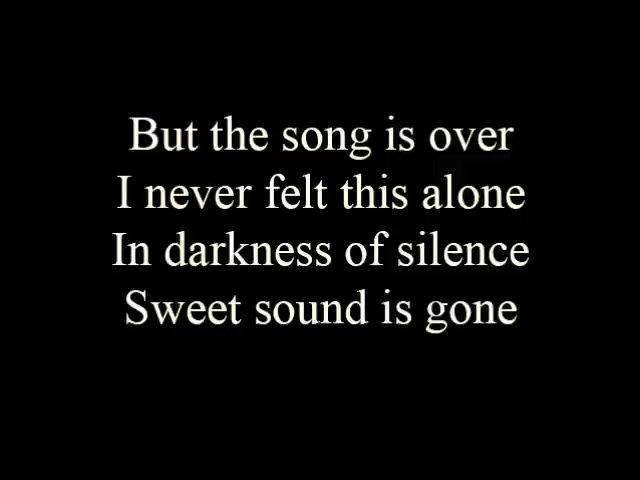 But the song is over
I never felt this alone
In darkness of silence
Sweet sound is gone